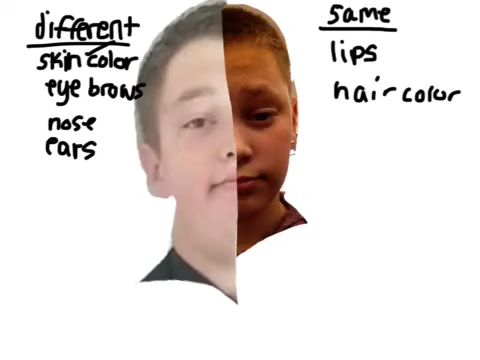 different
skin color
eye brows
nose
ears
same
lips
hair color